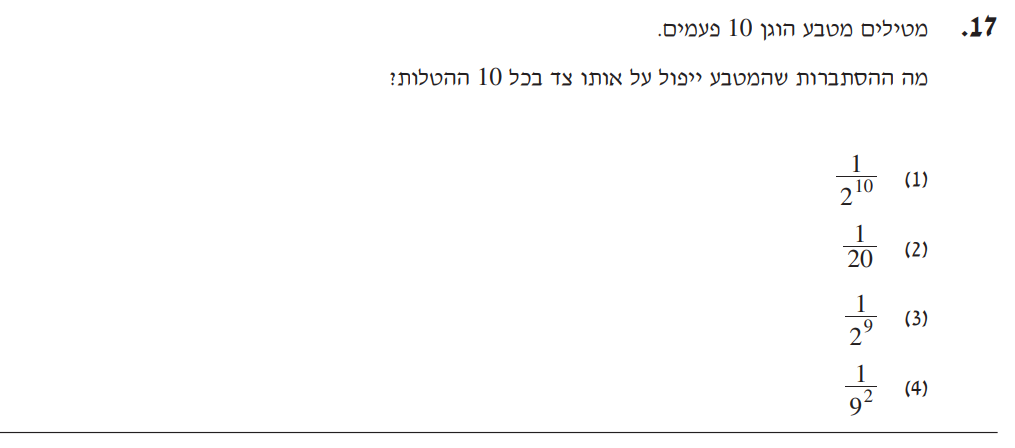 17. מטילים מטבע הוגן 10 פעמים.
מה ההסתברות שהמטבע ייפול על אותו צד בכל 10 ההטלות?
(1) $\frac{1}{2^{10}}$
(2) $\frac{1}{20}$
(3) $\frac{1}{2^{9}}$
(4) $\frac{1}{9^{2}}$